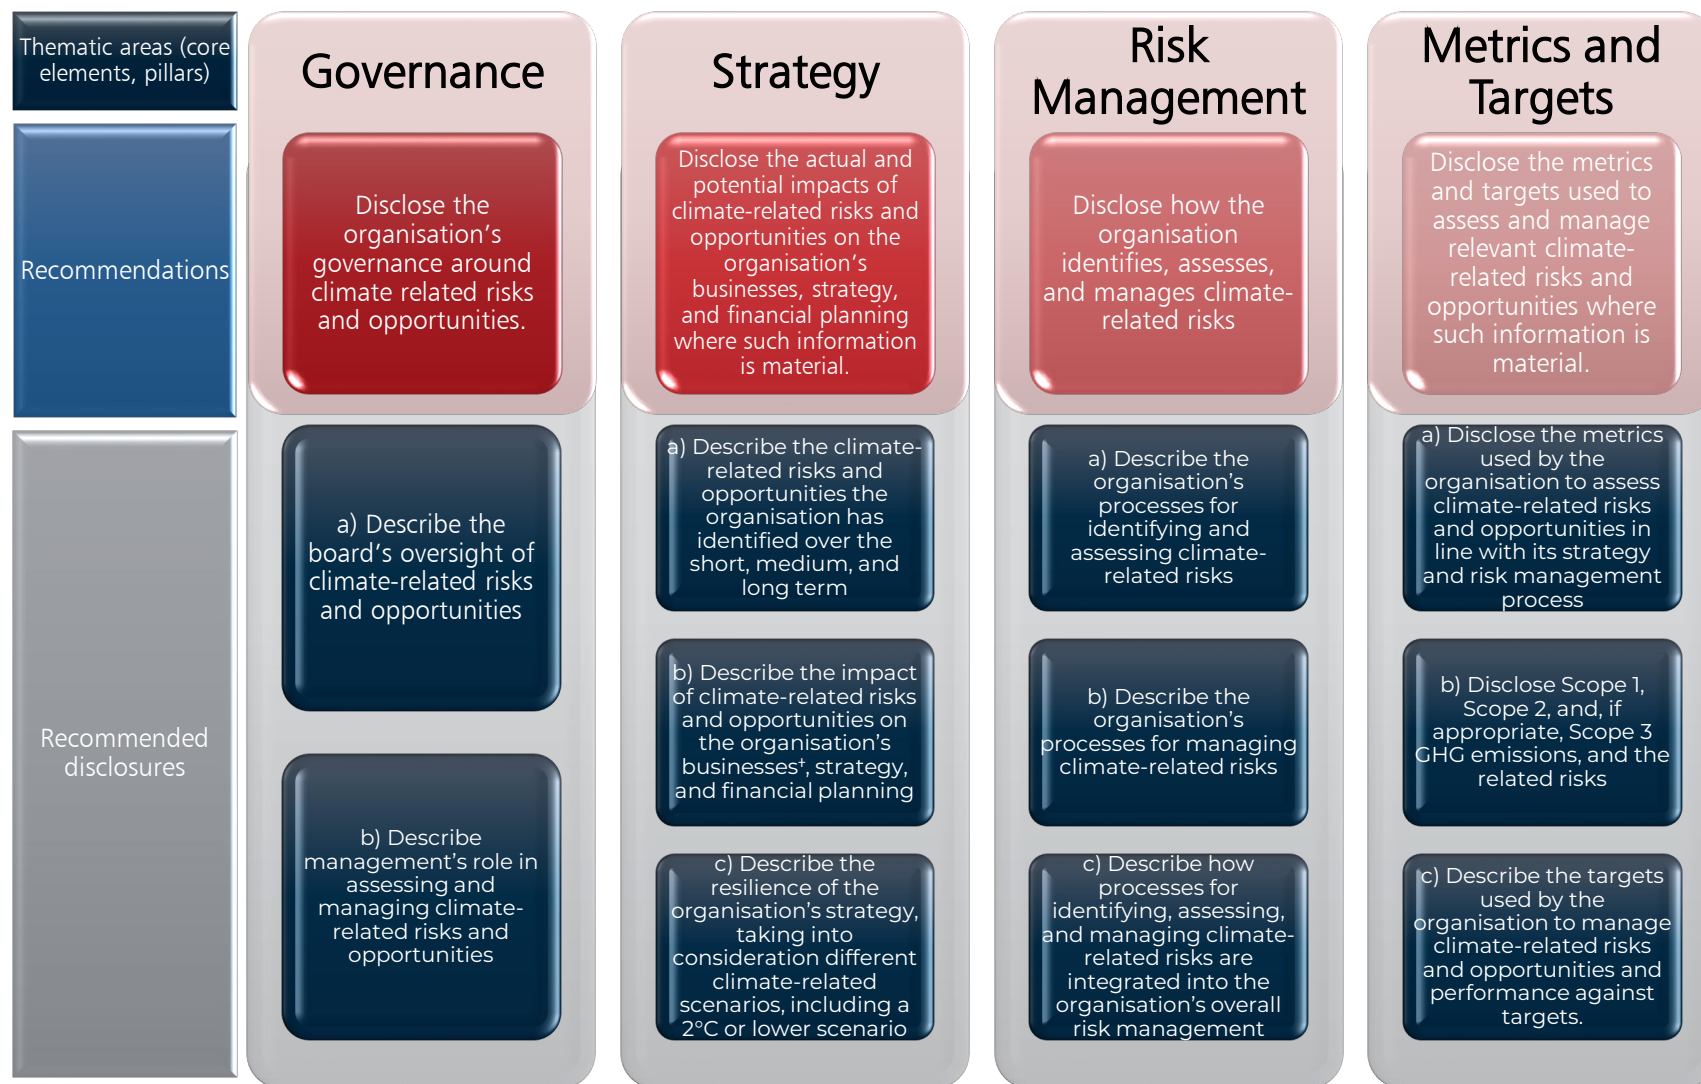 Thematic areas (core
elements, pillars)
Governance
Strategy
Risk
Management
Metrics and
Targets
Recommendations
Disclose the
organisation’s
governance around
climate related risks
and opportunities.
Disclose the actual and
potential impacts of
climate-related risks and
opportunities on the
organisation’s
businesses, strategy,
and financial planning
where such information
is material.
Disclose how the
organisation
identifies, assesses,
and manages climate-
related risks
Disclose the metrics
and targets used to
assess and manage
relevant climate-
related risks and
opportunities where
such information is
material.
Recommended
disclosures
a) Describe the
board’s oversight of
climate-related risks
and opportunities
b) Describe
management’s role in
assessing and
managing climate-
related risks and
opportunities
a) Describe the climate-
related risks and
opportunities the
organisation has
identified over the
short, medium, and
long term
b) Describe the impact
of climate-related risks
and opportunities on
the organisation’s
businesses†, strategy,
and financial planning
c) Describe the
resilience of the
organisation’s strategy,
taking into
consideration different
climate-related
scenarios, including a
2°C or lower scenario
a) Describe the
organisation’s
processes for
identifying and
assessing climate-
related risks
b) Describe the
organisation’s
processes for managing
climate-related risks
c) Describe how
processes for
identifying, assessing,
and managing climate-
related risks are
integrated into the
organisation’s overall
risk management
a) Disclose the metrics
used by the
organisation to assess
climate-related risks
and opportunities in
line with its strategy
and risk management
process
b) Disclose Scope 1,
Scope 2, and, if
appropriate, Scope 3
GHG emissions, and the
related risks
c) Describe the targets
used by the
organisation to manage
climate-related risks
and opportunities and
performance against
targets.